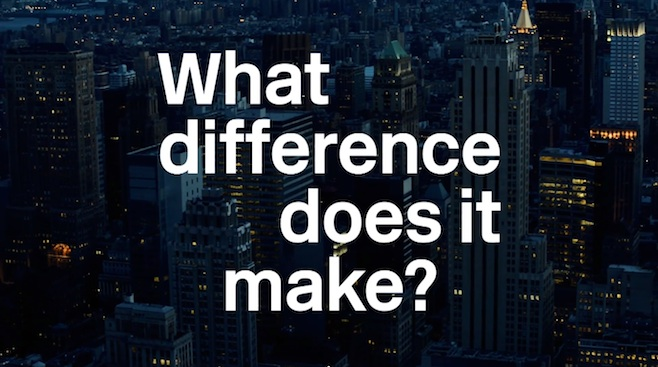 What
difference
does it
make?